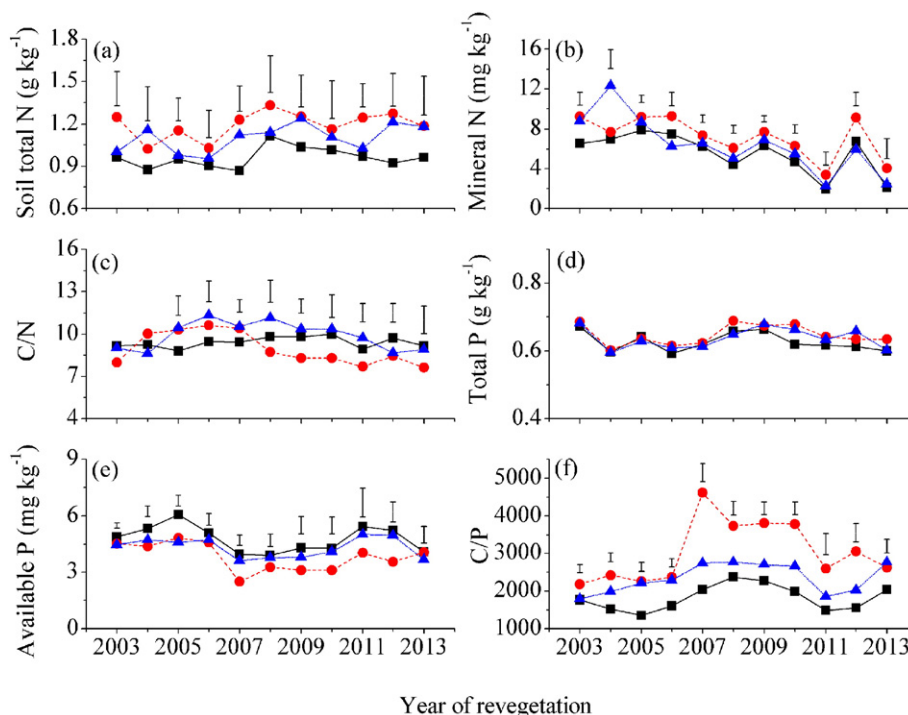 (a)
Soil total N (g kg⁻¹)
1.8
1.5
1.2
0.9
0.6
(b)
Mineral N (mg kg⁻¹)
16
12
8
4
0
(c)
C/N
16
13
10
7
4
(d)
Total P (g kg⁻¹)
0.8
0.6
0.4
(e)
Available P (mg kg⁻¹)
9
6
3
0
2003 2005 2007 2009 2011 2013
(f)
C/P
5000
4000
3000
2000
1000
2003 2005 2007 2009 2011 2013
Year of revegetation